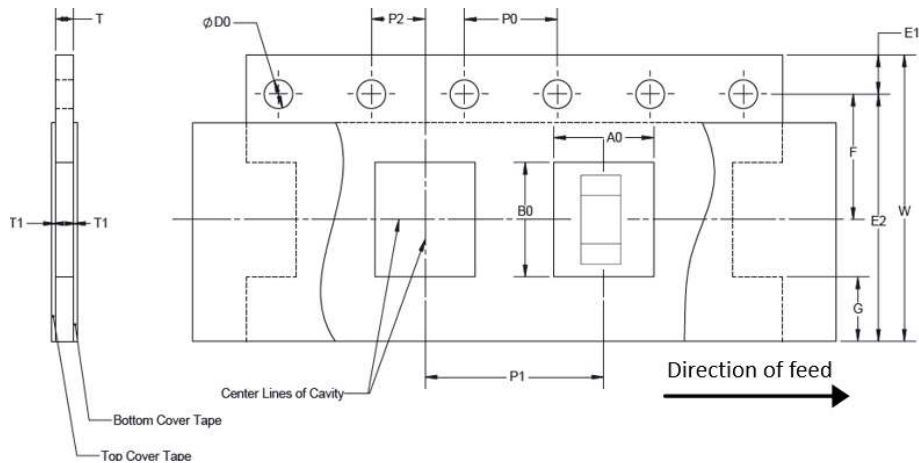 T
P2
P0
E1
ϕD0
A0
F
T1
T1
B0
E2
W
G
P1
Direction of feed
Center Lines of Cavity
Bottom Cover Tape
Top Cover Tape